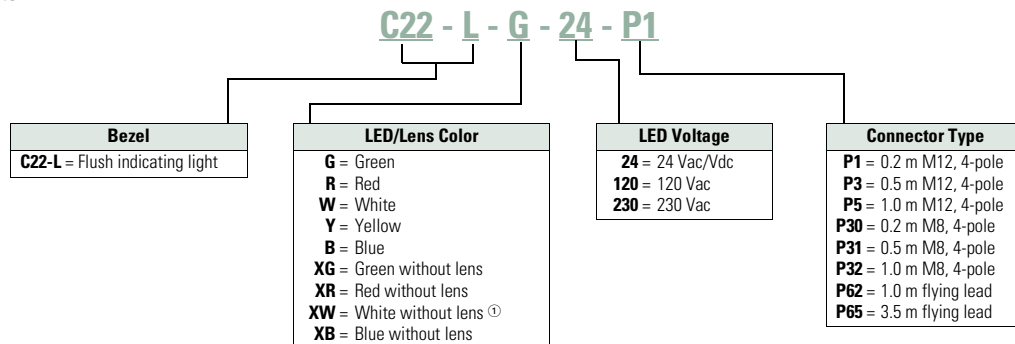 C22 - L - G - 24 - P1
Bezel
C22-L = Flush indicating light
LED/Lens Color
G = Green
R = Red
W = White
Y = Yellow
B = Blue
XG = Green without lens
XR = Red without lens
XW = White without lens ①
XB = Blue without lens
LED Voltage
24 = 24 Vac/Vdc
120 = 120 Vac
230 = 230 Vac
Connector Type
P1 = 0.2 m M12, 4-pole
P3 = 0.5 m M12, 4-pole
P5 = 1.0 m M12, 4-pole
P30 = 0.2 m M8, 4-pole
P31 = 0.5 m M8, 4-pole
P32 = 1.0 m M8, 4-pole
P62 = 1.0 m flying lead
P65 = 3.5 m flying lead